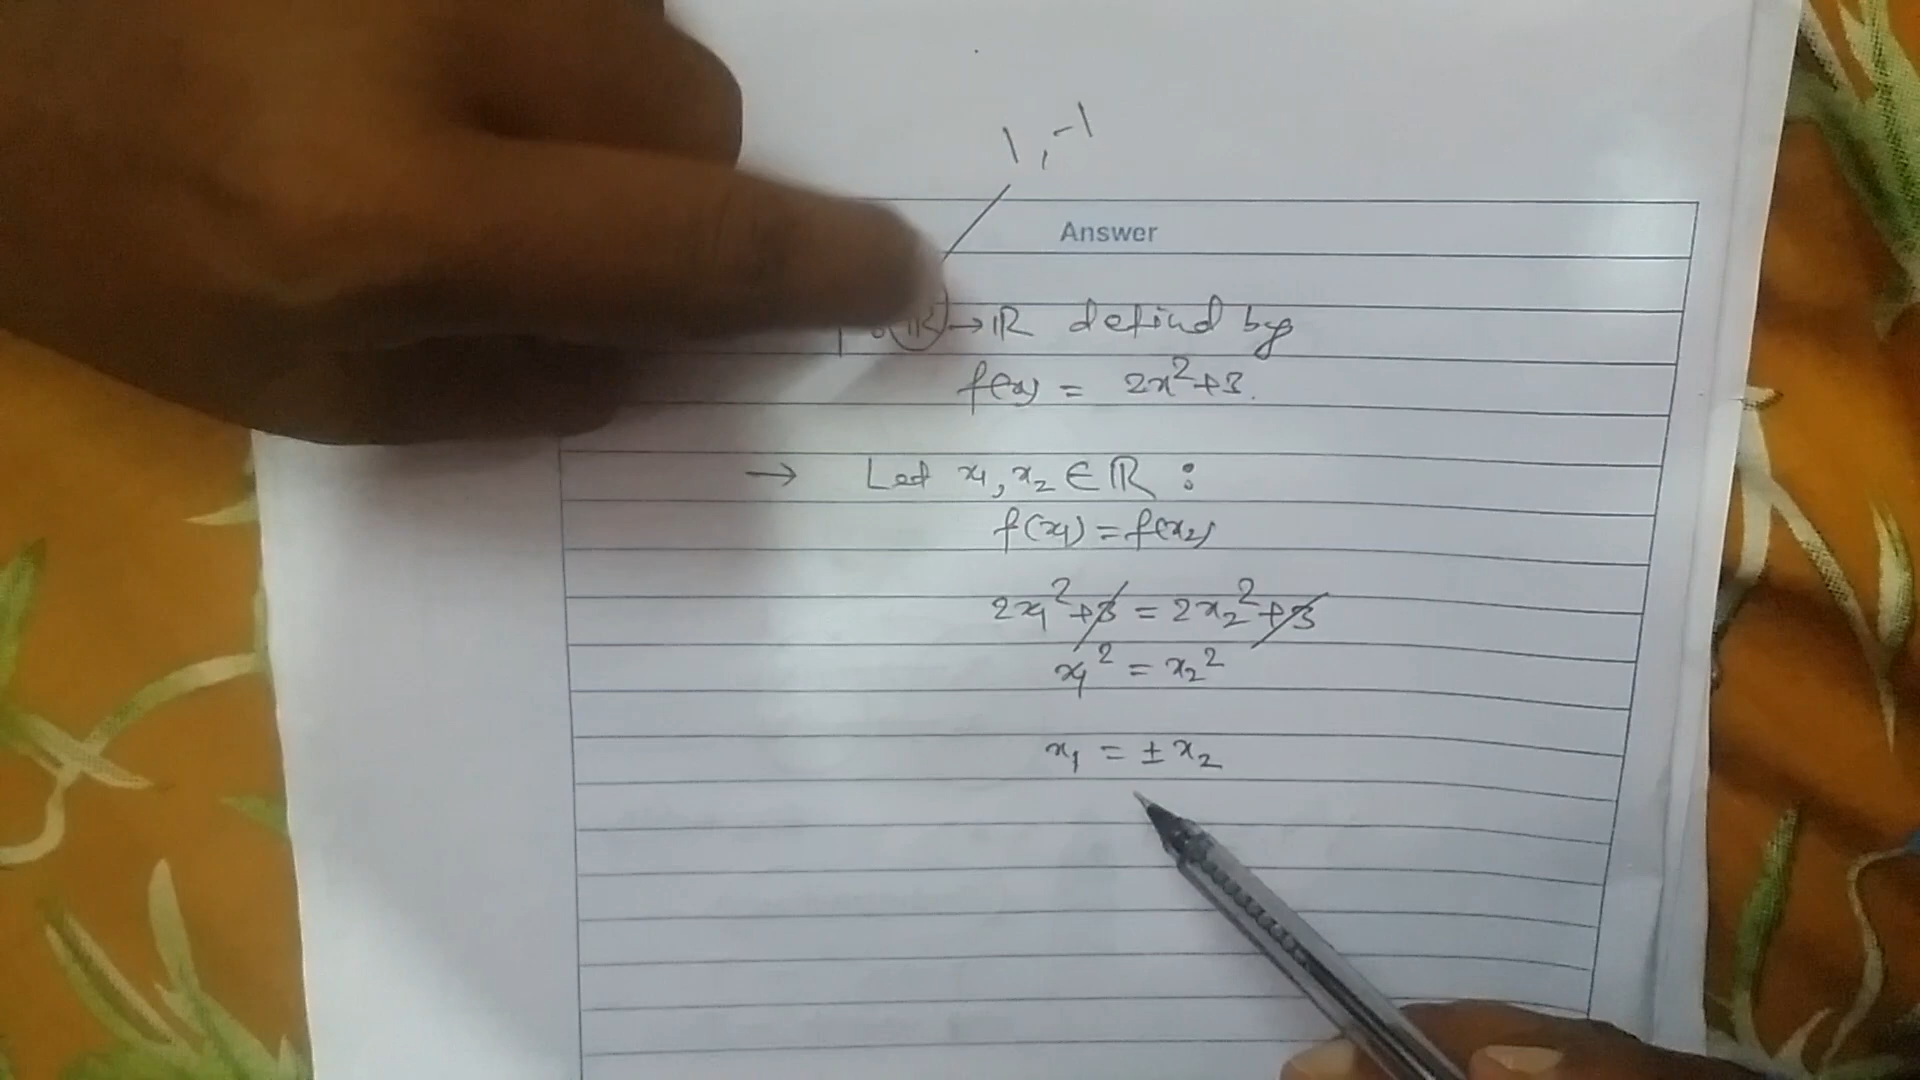 1, -1
Answer
ℝ → ℝ defined by
f(x) = 2x² + 3.
→ Let x₁, x₂ ∈ ℝ :
f(x₁) = f(x₂)
2x₁² + 3 = 2x₂² + 3
x₁² = x₂²
x₁ = ± x₂